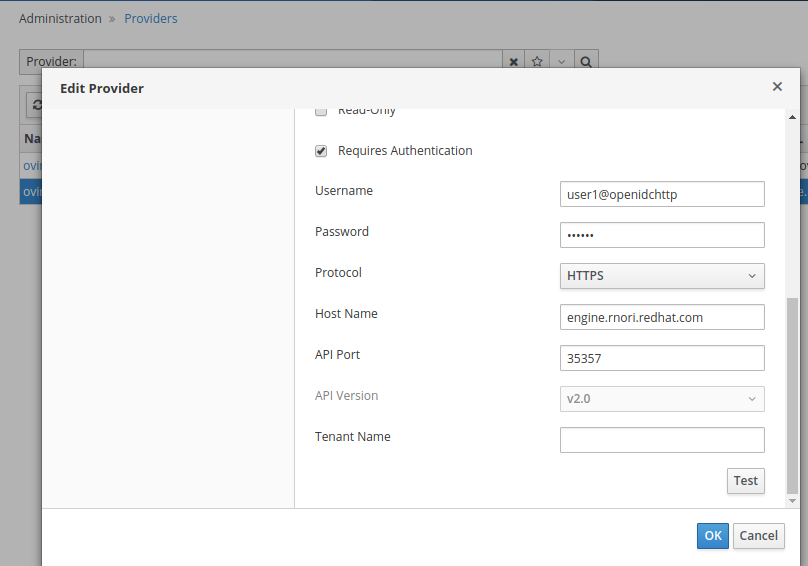 Administration » Providers
Provider:
Edit Provider
Read-Only
Requires Authentication
Username
user1@openidchttp
Password
••••••
Protocol
HTTPS
Host Name
engine.rnori.redhat.com
API Port
35357
API Version
v2.0
Tenant Name
Test
OK
Cancel